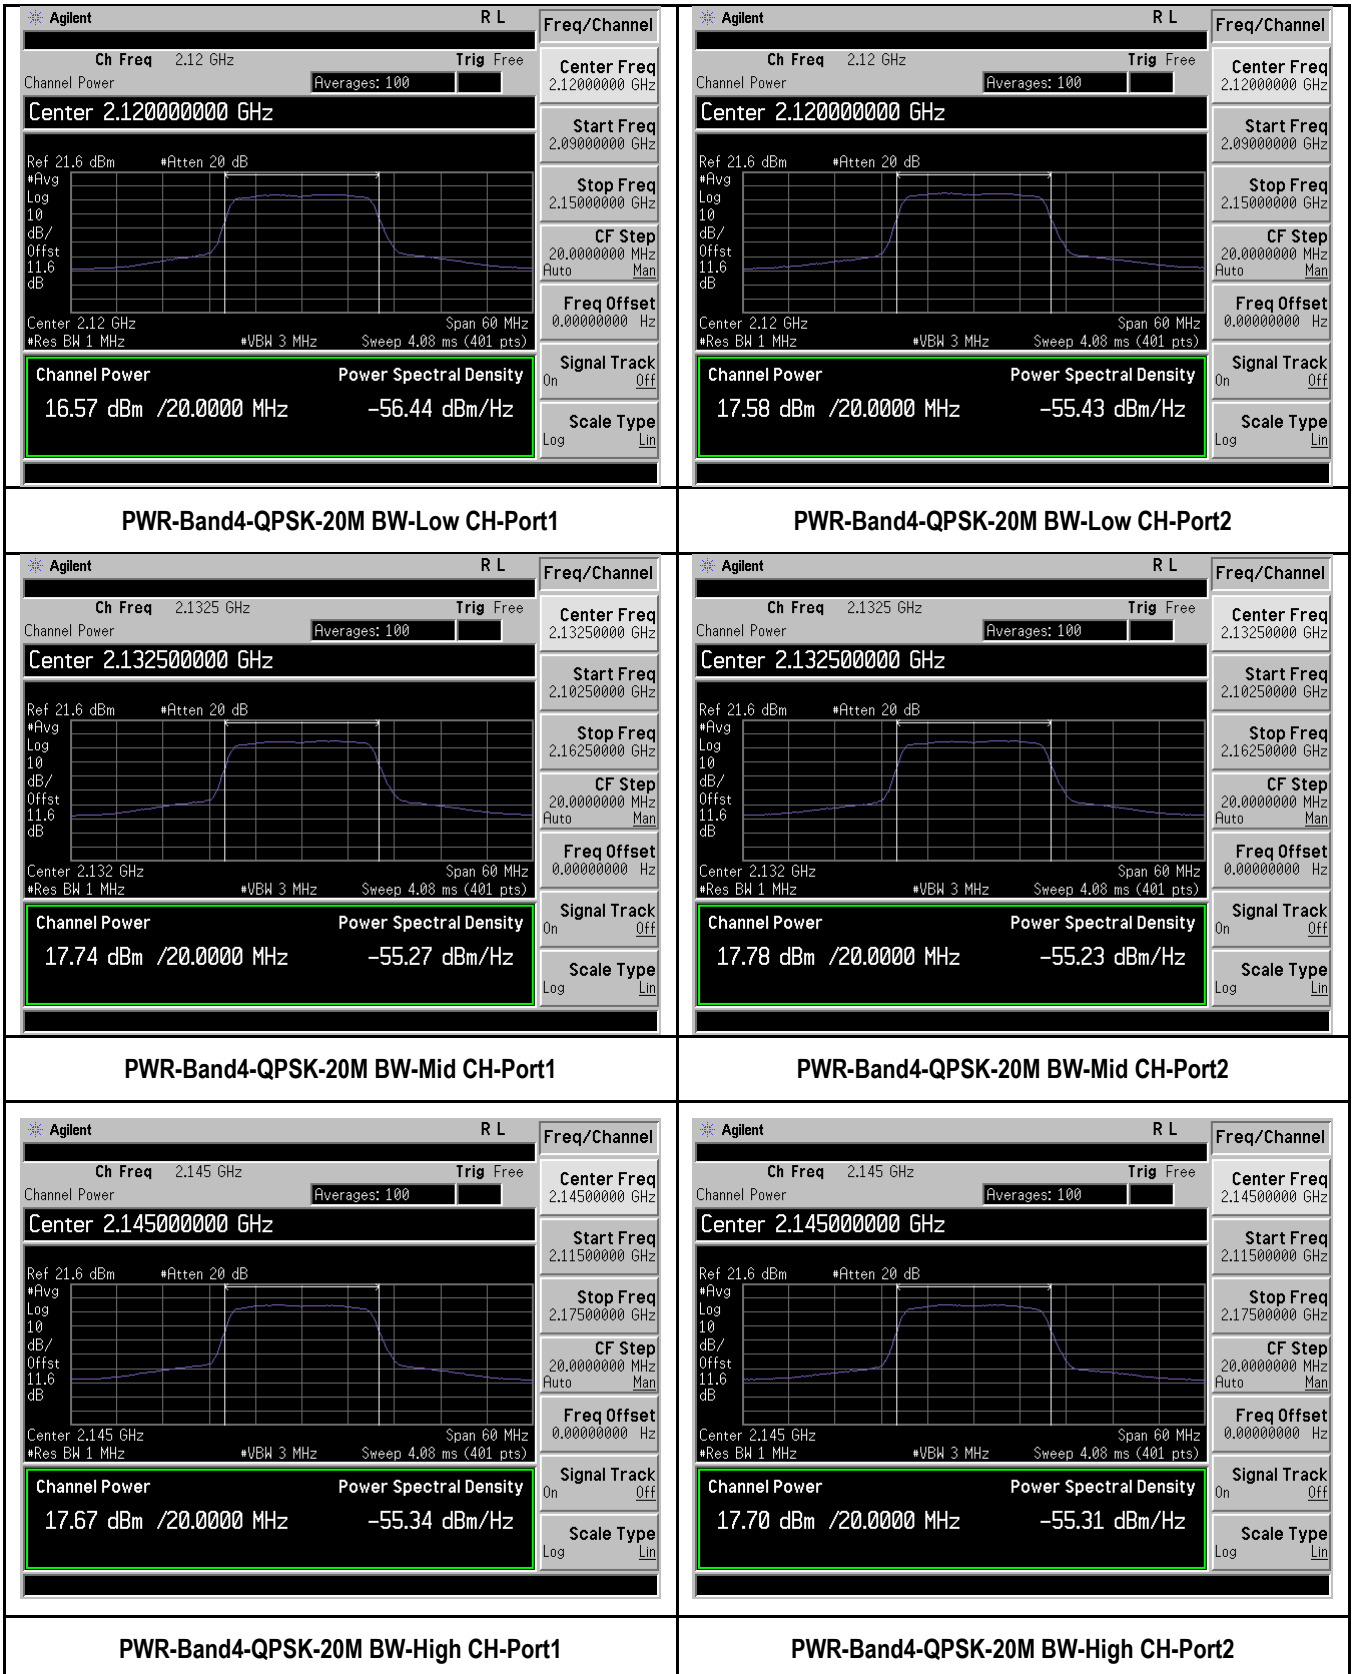 Agilent R L Freq/Channel
Ch Freq 2.12 GHz Trig Free
Channel Power Averages: 100
Center 2.120000000 GHz
Center Freq
2.12000000 GHz
Start Freq
2.09000000 GHz
Ref 21.6 dBm #Atten 20 dB
#Avg
Log
10
dB/
Offst
11.6
dB
Stop Freq
2.15000000 GHz
CF Step
20.0000000 MHz
Auto Man
Freq Offset
0.00000000 Hz
Center 2.12 GHz Span 60 MHz
#Res BW 1 MHz #VBW 3 MHz Sweep 4.08 ms (401 pts)
Signal Track
On Off
Channel Power Power Spectral Density
16.57 dBm /20.0000 MHz -56.44 dBm/Hz
Scale Type
Log Lin
PWR-Band4-QPSK-20M BW-Low CH-Port1
Agilent R L Freq/Channel
Ch Freq 2.12 GHz Trig Free
Channel Power Averages: 100
Center 2.120000000 GHz
Center Freq
2.12000000 GHz
Start Freq
2.09000000 GHz
Ref 21.6 dBm #Atten 20 dB
#Avg
Log
10
dB/
Offst
11.6
dB
Stop Freq
2.15000000 GHz
CF Step
20.0000000 MHz
Auto Man
Freq Offset
0.00000000 Hz
Center 2.12 GHz Span 60 MHz
#Res BW 1 MHz #VBW 3 MHz Sweep 4.08 ms (401 pts)
Signal Track
On Off
Channel Power Power Spectral Density
17.58 dBm /20.0000 MHz -55.43 dBm/Hz
Scale Type
Log Lin
PWR-Band4-QPSK-20M BW-Low CH-Port2
Agilent R L Freq/Channel
Ch Freq 2.1325 GHz Trig Free
Channel Power Averages: 100
Center 2.132500000 GHz
Center Freq
2.13250000 GHz
Start Freq
2.10250000 GHz
Ref 21.6 dBm #Atten 20 dB
#Avg
Log
10
dB/
Offst
11.6
dB
Stop Freq
2.16250000 GHz
CF Step
20.0000000 MHz
Auto Man
Freq Offset
0.00000000 Hz
Center 2.132 GHz Span 60 MHz
#Res BW 1 MHz #VBW 3 MHz Sweep 4.08 ms (401 pts)
Signal Track
On Off
Channel Power Power Spectral Density
17.74 dBm /20.0000 MHz -55.27 dBm/Hz
Scale Type
Log Lin
PWR-Band4-QPSK-20M BW-Mid CH-Port1
Agilent R L Freq/Channel
Ch Freq 2.1325 GHz Trig Free
Channel Power Averages: 100
Center 2.132500000 GHz
Center Freq
2.13250000 GHz
Start Freq
2.10250000 GHz
Ref 21.6 dBm #Atten 20 dB
#Avg
Log
10
dB/
Offst
11.6
dB
Stop Freq
2.16250000 GHz
CF Step
20.0000000 MHz
Auto Man
Freq Offset
0.00000000 Hz
Center 2.132 GHz Span 60 MHz
#Res BW 1 MHz #VBW 3 MHz Sweep 4.08 ms (401 pts)
Signal Track
On Off
Channel Power Power Spectral Density
17.78 dBm /20.0000 MHz -55.23 dBm/Hz
Scale Type
Log Lin
PWR-Band4-QPSK-20M BW-Mid CH-Port2
Agilent R L Freq/Channel
Ch Freq 2.145 GHz Trig Free
Channel Power Averages: 100
Center 2.145000000 GHz
Center Freq
2.14500000 GHz
Start Freq
2.11500000 GHz
Ref 21.6 dBm #Atten 20 dB
#Avg
Log
10
dB/
Offst
11.6
dB
Stop Freq
2.17500000 GHz
CF Step
20.0000000 MHz
Auto Man
Freq Offset
0.00000000 Hz
Center 2.145 GHz Span 60 MHz
#Res BW 1 MHz #VBW 3 MHz Sweep 4.08 ms (401 pts)
Signal Track
On Off
Channel Power Power Spectral Density
17.67 dBm /20.0000 MHz -55.34 dBm/Hz
Scale Type
Log Lin
PWR-Band4-QPSK-20M BW-High CH-Port1
Agilent R L Freq/Channel
Ch Freq 2.145 GHz Trig Free
Channel Power Averages: 100
Center 2.145000000 GHz
Center Freq
2.14500000 GHz
Start Freq
2.11500000 GHz
Ref 21.6 dBm #Atten 20 dB
#Avg
Log
10
dB/
Offst
11.6
dB
Stop Freq
2.17500000 GHz
CF Step
20.0000000 MHz
Auto Man
Freq Offset
0.00000000 Hz
Center 2.145 GHz Span 60 MHz
#Res BW 1 MHz #VBW 3 MHz Sweep 4.08 ms (401 pts)
Signal Track
On Off
Channel Power Power Spectral Density
17.70 dBm /20.0000 MHz -55.31 dBm/Hz
Scale Type
Log Lin
PWR-Band4-QPSK-20M BW-High CH-Port2